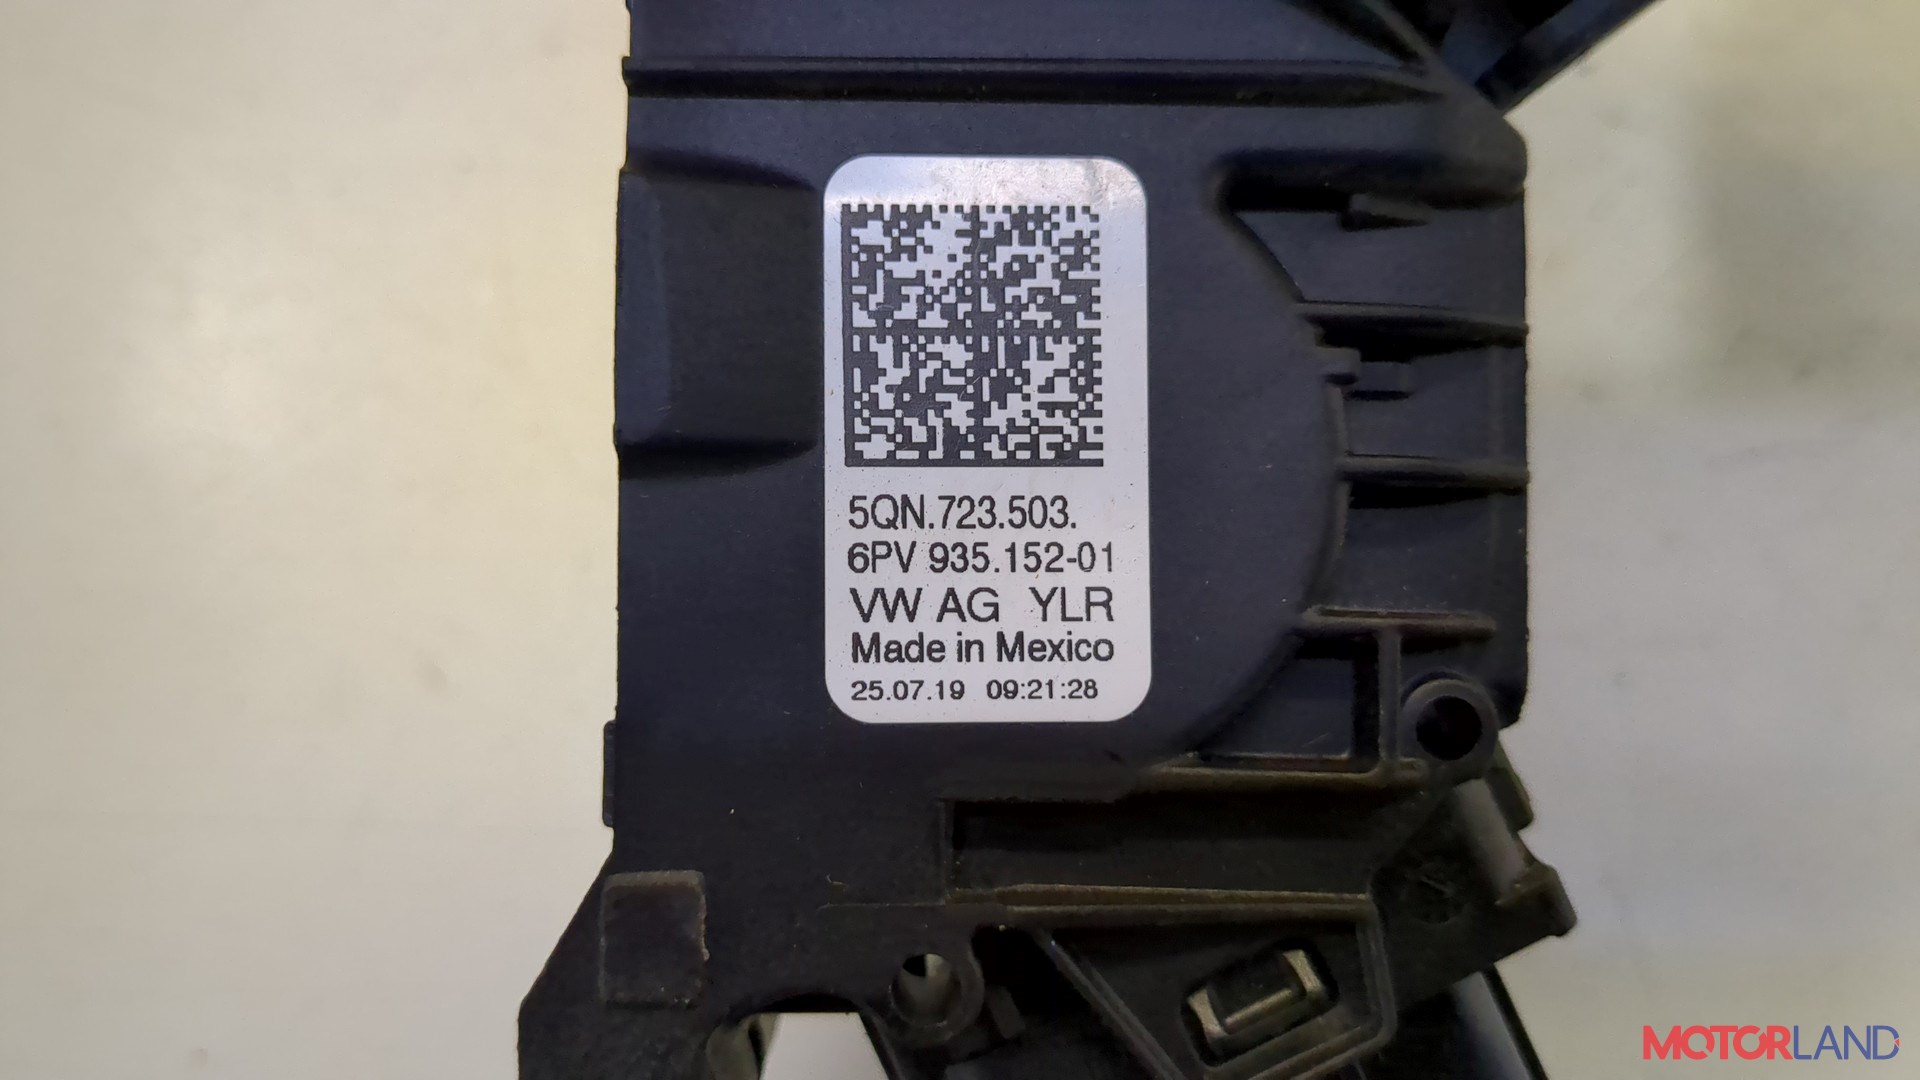 5QN.723.503.
6PV 935.152-01
VW AG YLR
Made in Mexico
25.07.19 09:21:28
MOTORLAND